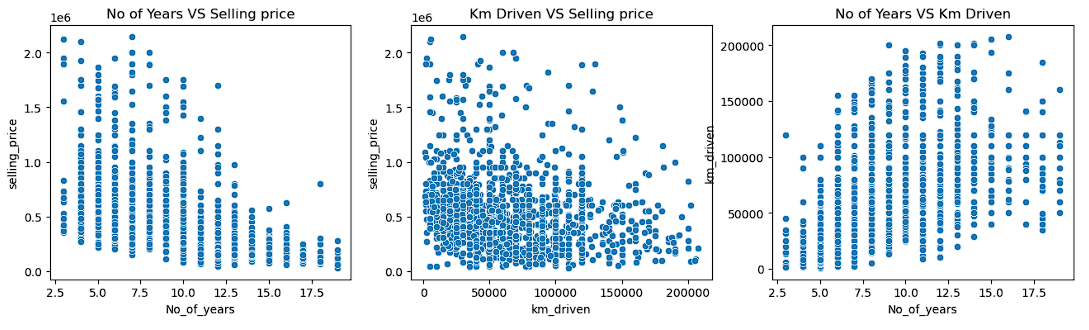 No of Years VS Selling price
1e6
2.0
1.5
1.0
0.5
0.0
selling_price
2.5 5.0 7.5 10.0 12.5 15.0 17.5
No_of_years
Km Driven VS Selling price
1e6
2.0
1.5
1.0
0.5
0.0
selling_price
0 50000 100000 150000 200000
km_driven
No of Years VS Km Driven
200000
150000
100000
50000
0
km_driven
2.5 5.0 7.5 10.0 12.5 15.0 17.5
No_of_years